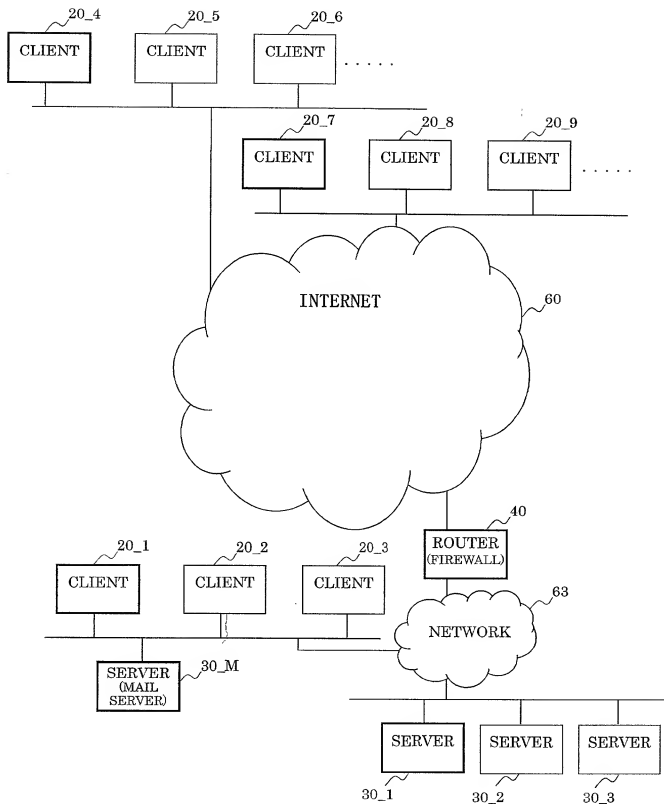 20_4 20_5 20_6
CLIENT CLIENT CLIENT . . . . .
20_7 20_8 20_9
CLIENT CLIENT CLIENT . . . . .
INTERNET
60
40
ROUTER
(FIREWALL)
20_1 20_2 20_3
CLIENT CLIENT CLIENT
63
NETWORK
SERVER
(MAIL
SERVER)
30_M
SERVER SERVER SERVER
30_1 30_2 30_3